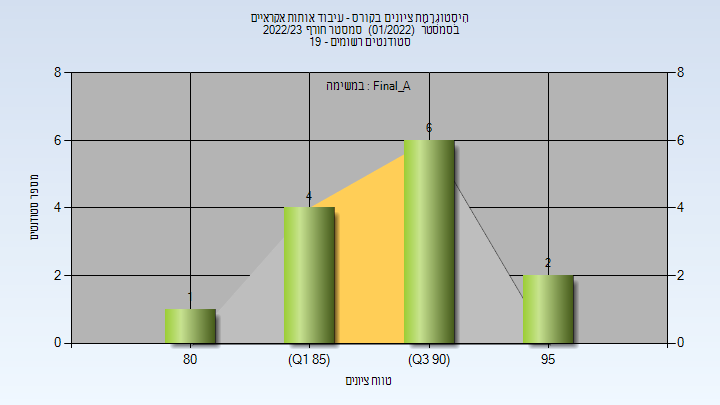 הִיסְטוֹגְרָמַת ציונים בקורס - עיבוד אותות אקראיים
בסמסטר (01/2022) סמסטר חורף 2022/23
סטודנטים רשומים - 19
במשימה : Final_A
8
6
4
2
0
8
6
4
2
0
1
4
6
2
80
(Q1 85)
(Q3 90)
95
מספר סטודנטים
טווח ציונים